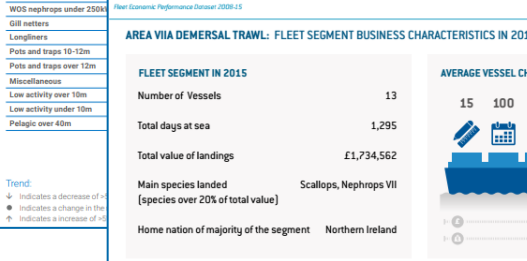 WOS nephrops under 250k
Gill netters
Longliners
Pots and traps 10-12m
Pots and traps over 12m
Miscellaneous
Low activity over 10m
Low activity under 10m
Pelagic over 40m
Trend:
Indicates a decrease of >5
Indicates a change in the
Indicates a increase of >5
Fleet Economic Performance Dataset 2008-15
AREA VIIA DEMERSAL TRAWL: FLEET SEGMENT BUSINESS CHARACTERISTICS IN 201
FLEET SEGMENT IN 2015
Number of Vessels 13
Total days at sea 1,295
Total value of landings £1,734,562
Main species landed Scallops, Nephrops VII
(species over 20% of total value)
Home nation of majority of the segment Northern Ireland
AVERAGE VESSEL CH
15 100